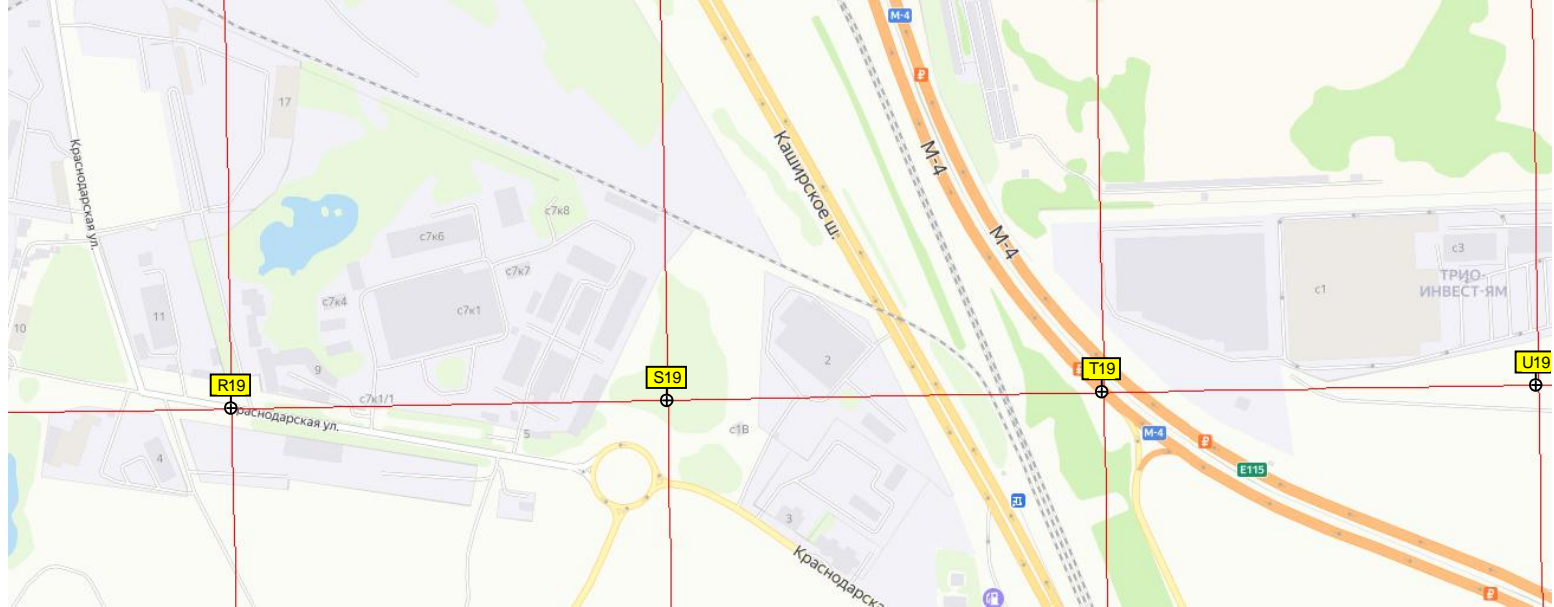 М-4
₽
17
Краснодарская ул.
Каширское ш.
М-4
с7к8
с7к6
М-4
с3
ТРИО-
ИНВЕСТ-ЯМ
с7к7
с1
с7к4
с7к1
11
10
2
9
₽
T19
U19
S19
R19
с7к1/1
Краснодарская ул.
5
с1В
М-4
₽
4
E115
3
Краснодарска
₽